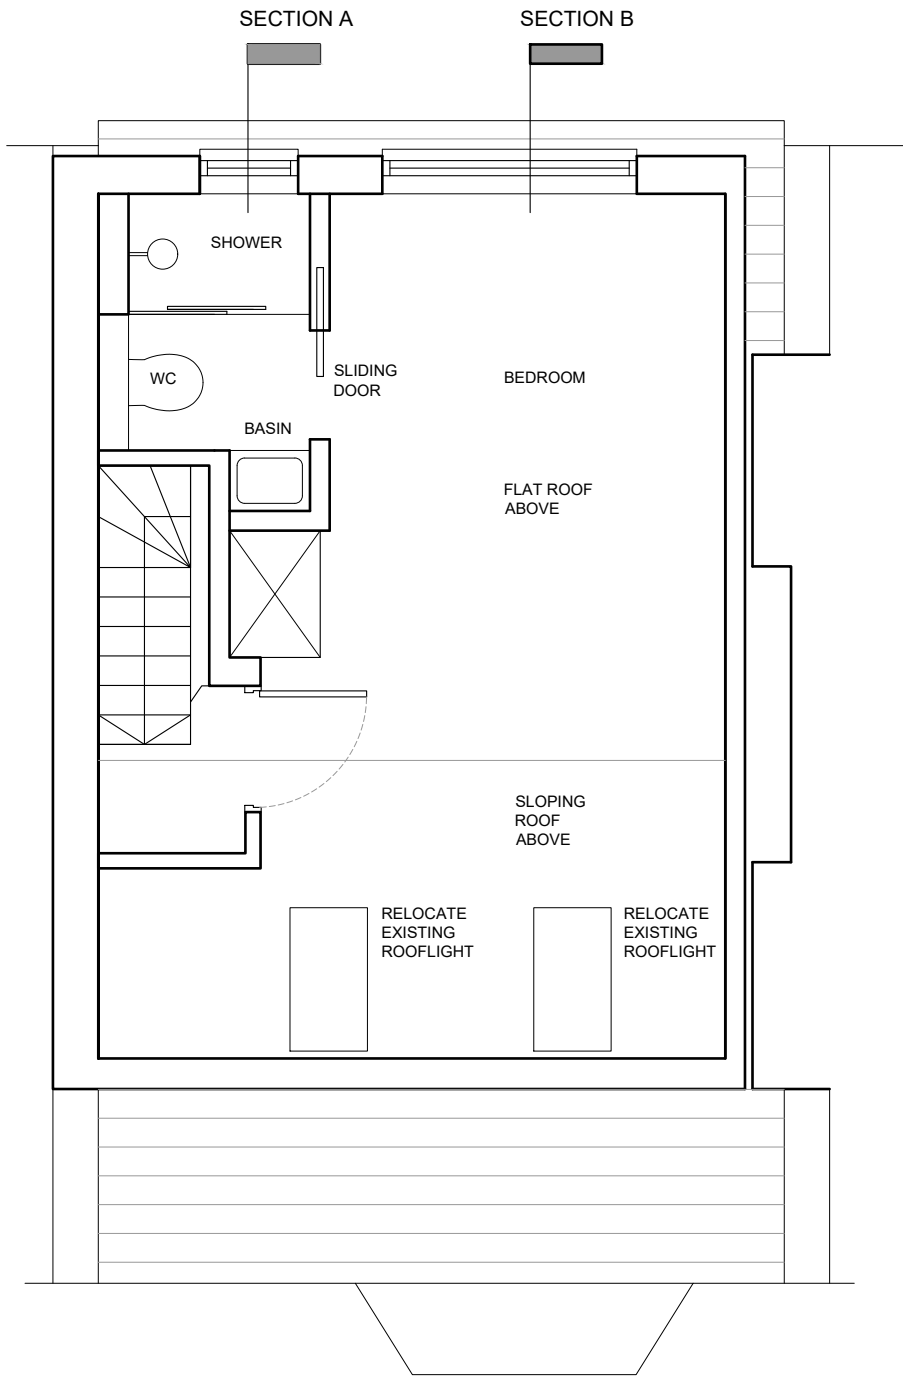 SECTION A
SECTION B
SHOWER
WC
SLIDING
DOOR
BEDROOM
BASIN
FLAT ROOF
ABOVE
SLOPING
ROOF
ABOVE
RELOCATE
EXISTING
ROOFLIGHT
RELOCATE
EXISTING
ROOFLIGHT